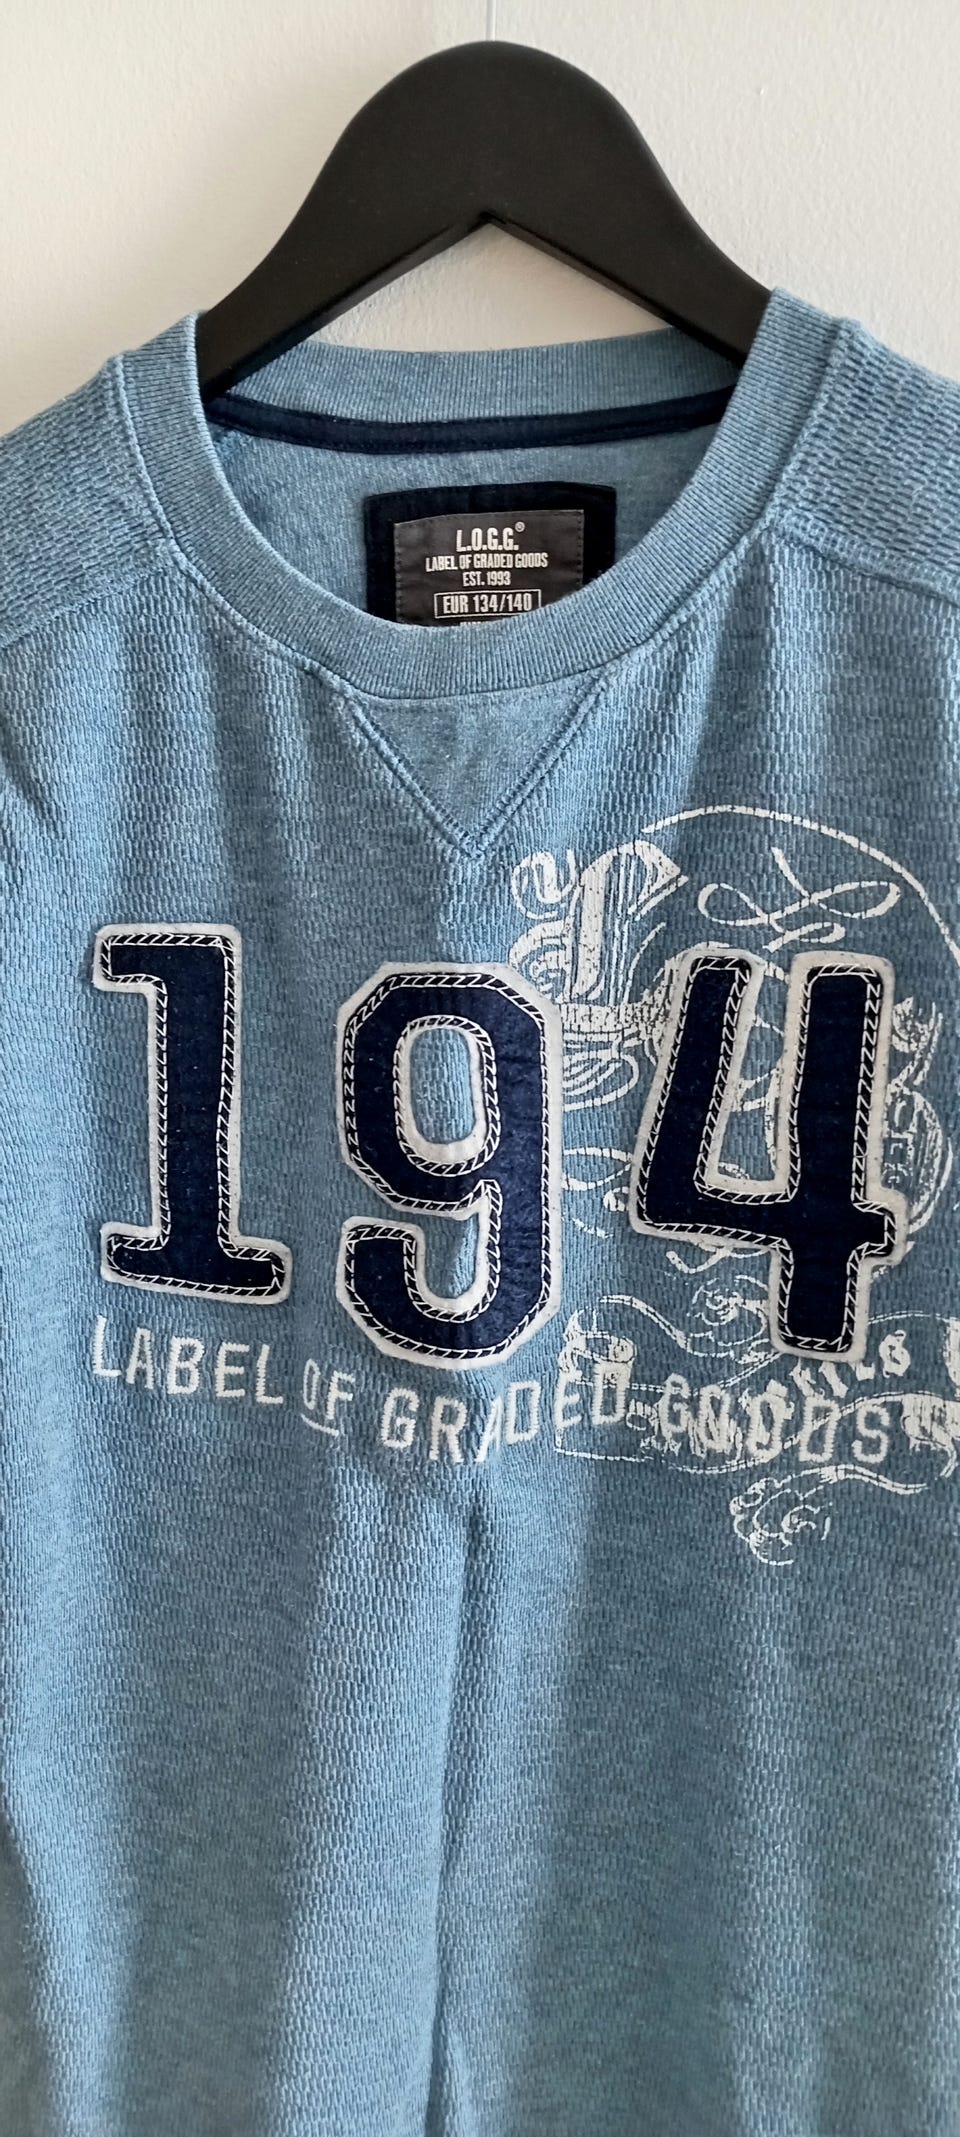 L.O.G.G.®
LABEL OF GRADED GOODS
EST. 1993
EUR 134/140
194
LABEL OF GRADED GOODS